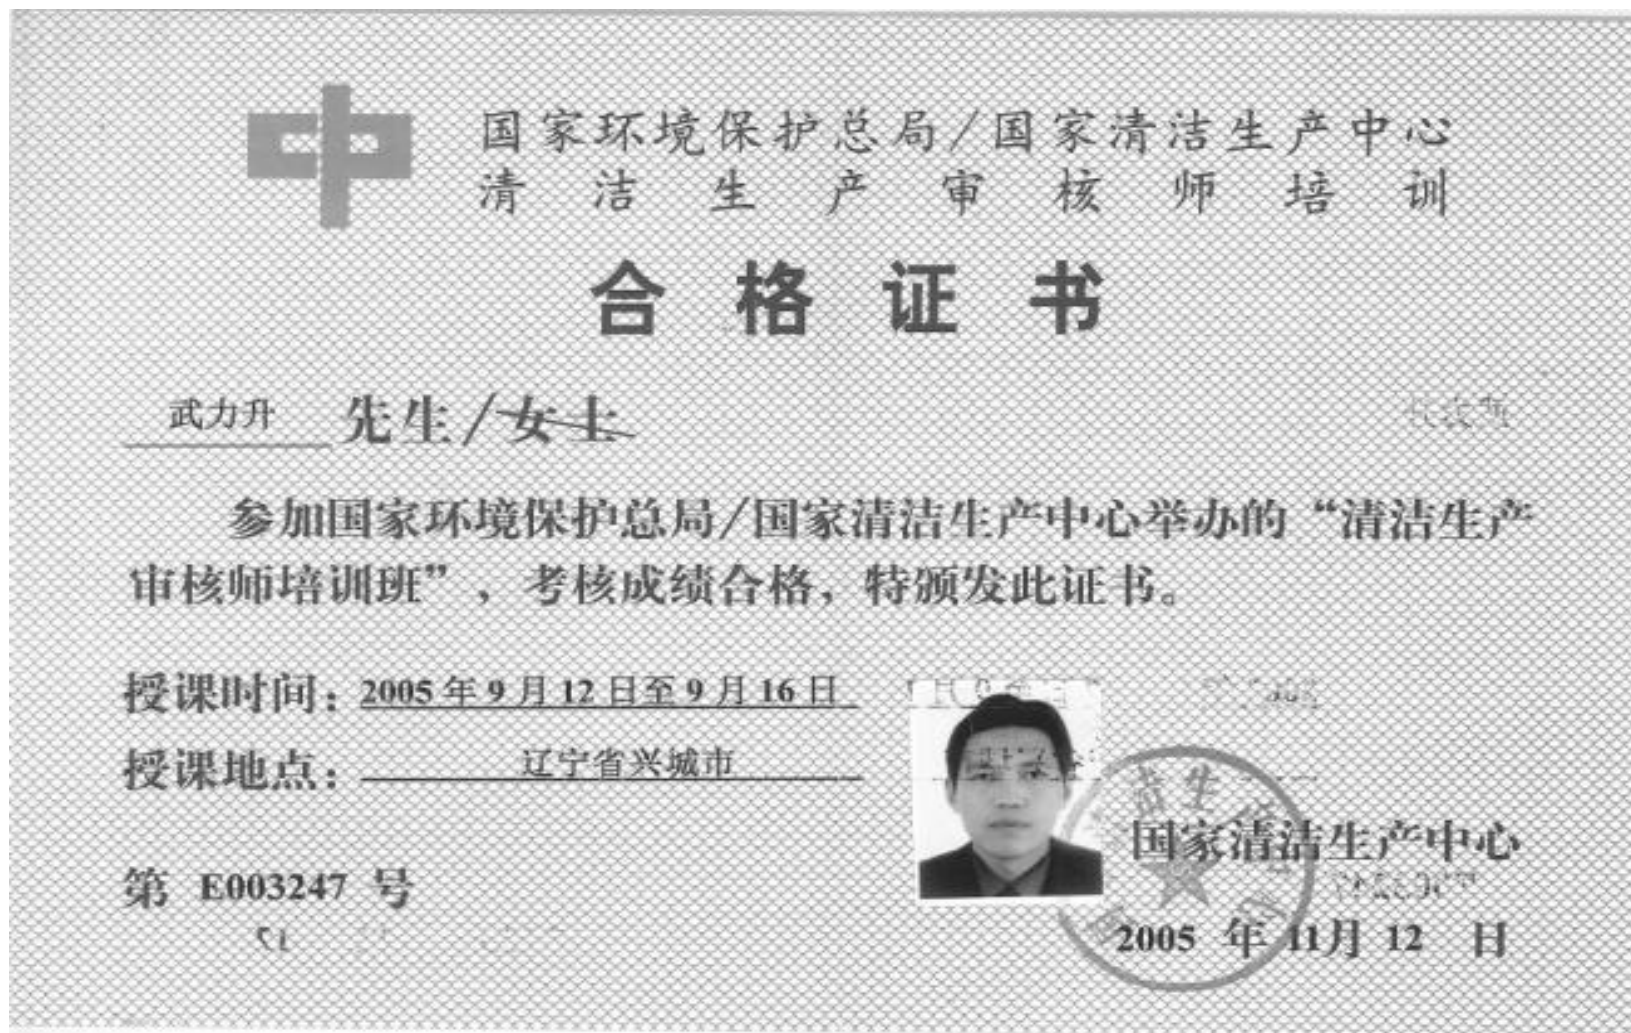 国家环境保护总局/国家清洁生产中心
清洁生产审核师培训
合格证书
武力升 先生/女士
参加国家环境保护总局/国家清洁生产中心举办的“清洁生产
审核师培训班”，考核成绩合格，特颁发此证书。
授课时间：2005年9月12日至9月16日
授课地点：辽宁省兴城市
国家清洁生产中心
第 E003247 号
2005 年 11月 12 日